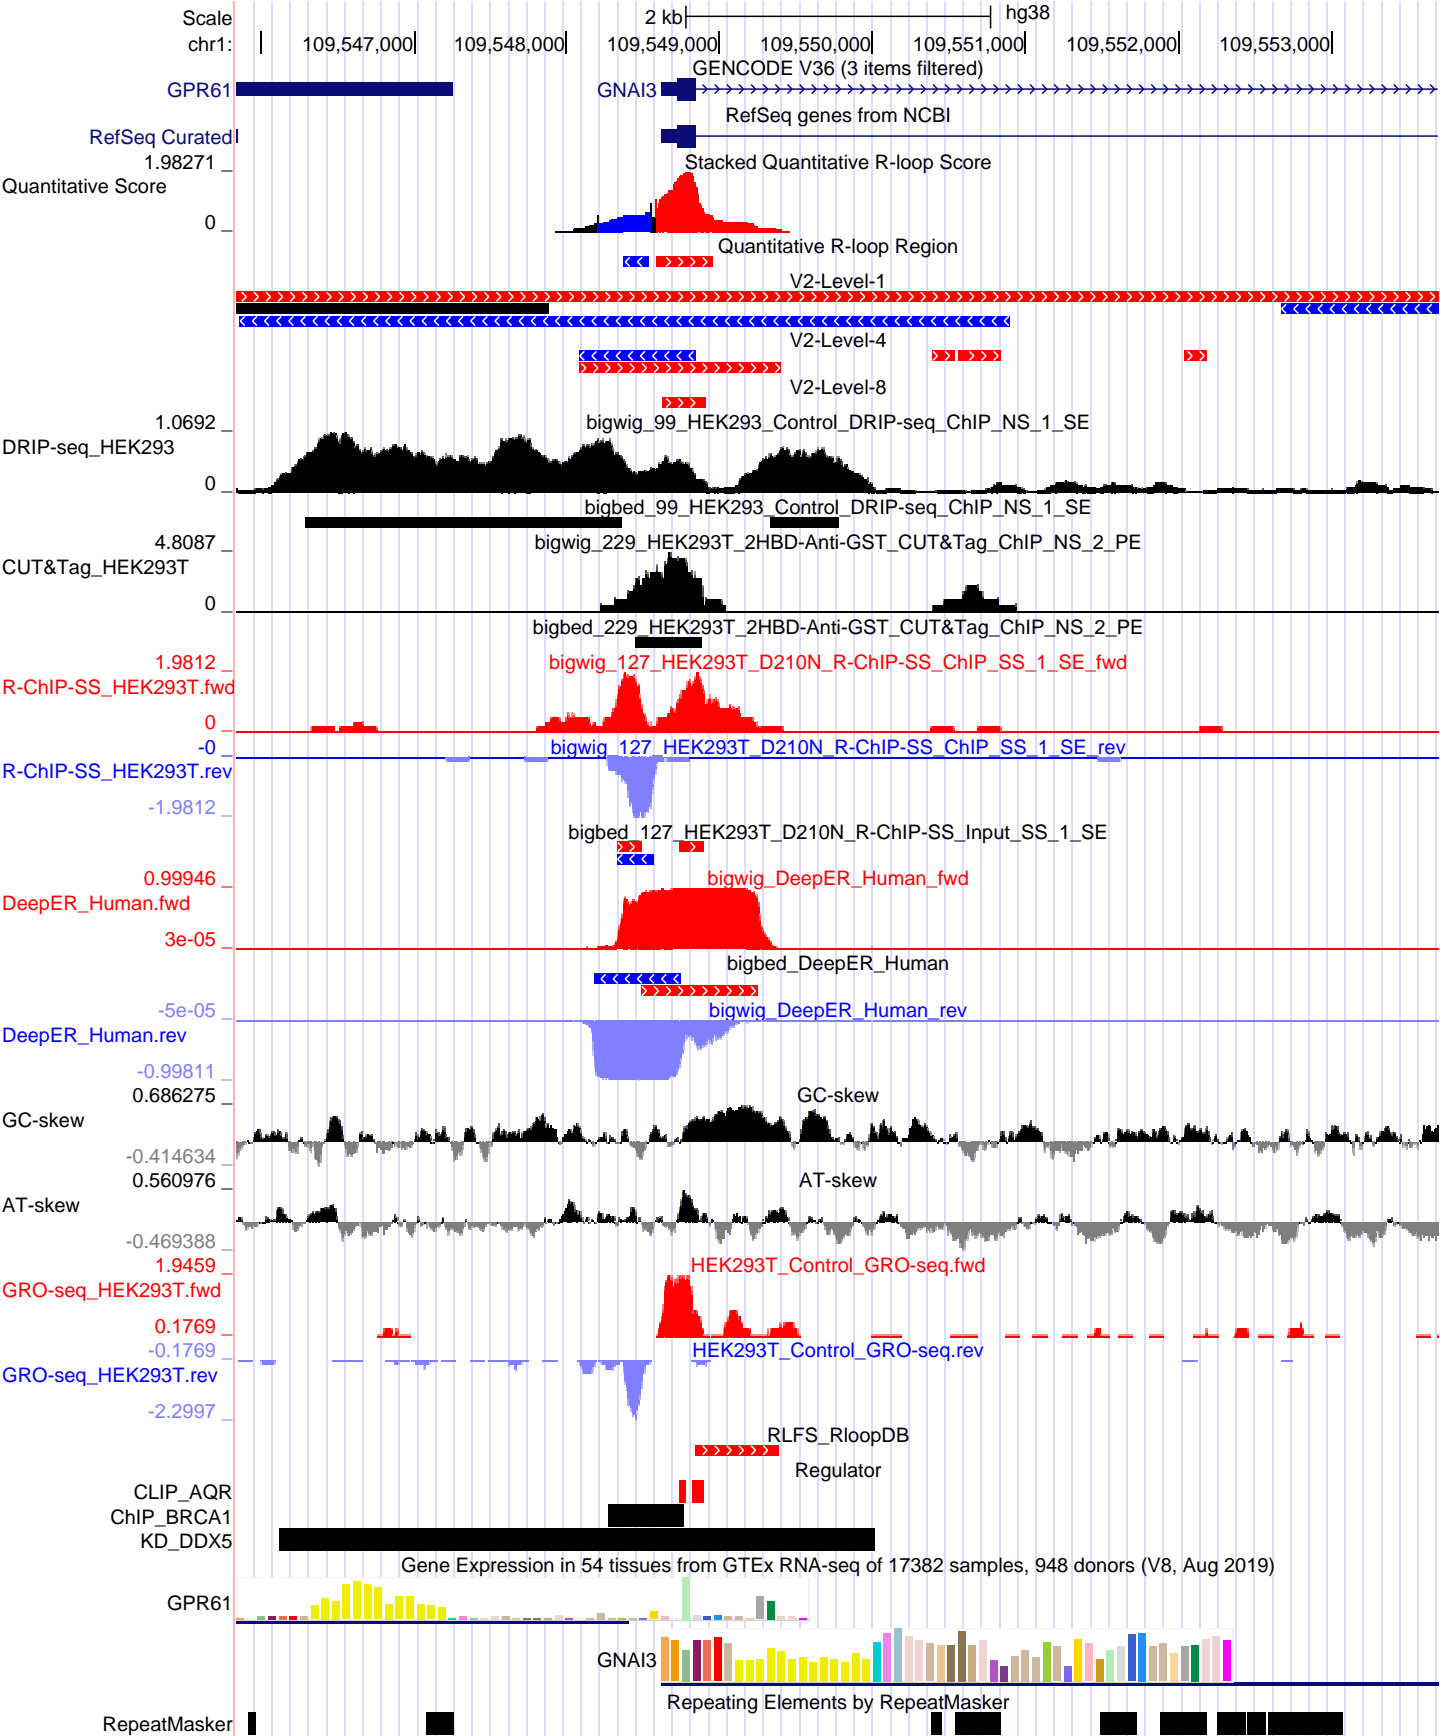 Scale 2 kb hg38
chr1: 109,547,000 109,548,000 109,549,000 109,550,000 109,551,000 109,552,000 109,553,000
GENCODE V36 (3 items filtered)
GPR61 GNAI3
RefSeq genes from NCBI
RefSeq Curated
1.98271 Stacked Quantitative R-loop Score
Quantitative Score
0
Quantitative R-loop Region
V2-Level-1
V2-Level-4
V2-Level-8
1.0692 bigwig_99_HEK293_Control_DRIP-seq_ChIP_NS_1_SE
DRIP-seq_HEK293
0
bigbed_99_HEK293_Control_DRIP-seq_ChIP_NS_1_SE
4.8087 bigwig_229_HEK293T_2HBD-Anti-GST_CUT&Tag_ChIP_NS_2_PE
CUT&Tag_HEK293T
0
bigbed_229_HEK293T_2HBD-Anti-GST_CUT&Tag_ChIP_NS_2_PE
1.9812 bigwig_127_HEK293T_D210N_R-ChIP-SS_ChIP_SS_1_SE_fwd
R-ChIP-SS_HEK293T.fwd
0
-0 bigwig_127_HEK293T_D210N_R-ChIP-SS_ChIP_SS_1_SE_rev
R-ChIP-SS_HEK293T.rev
-1.9812
bigbed_127_HEK293T_D210N_R-ChIP-SS_Input_SS_1_SE
0.99946 bigwig_DeepER_Human_fwd
DeepER_Human.fwd
3e-05
bigbed_DeepER_Human
-5e-05 bigwig_DeepER_Human_rev
DeepER_Human.rev
-0.99811
0.686275 GC-skew
GC-skew
-0.414634
0.560976 AT-skew
AT-skew
-0.469388
1.9459 HEK293T_Control_GRO-seq.fwd
GRO-seq_HEK293T.fwd
0.1769
-0.1769 HEK293T_Control_GRO-seq.rev
GRO-seq_HEK293T.rev
-2.2997
RLFS_RloopDB
Regulator
CLIP_AQR
ChIP_BRCA1
KD_DDX5
Gene Expression in 54 tissues from GTEx RNA-seq of 17382 samples, 948 donors (V8, Aug 2019)
GPR61
GNAI3
Repeating Elements by RepeatMasker
RepeatMasker